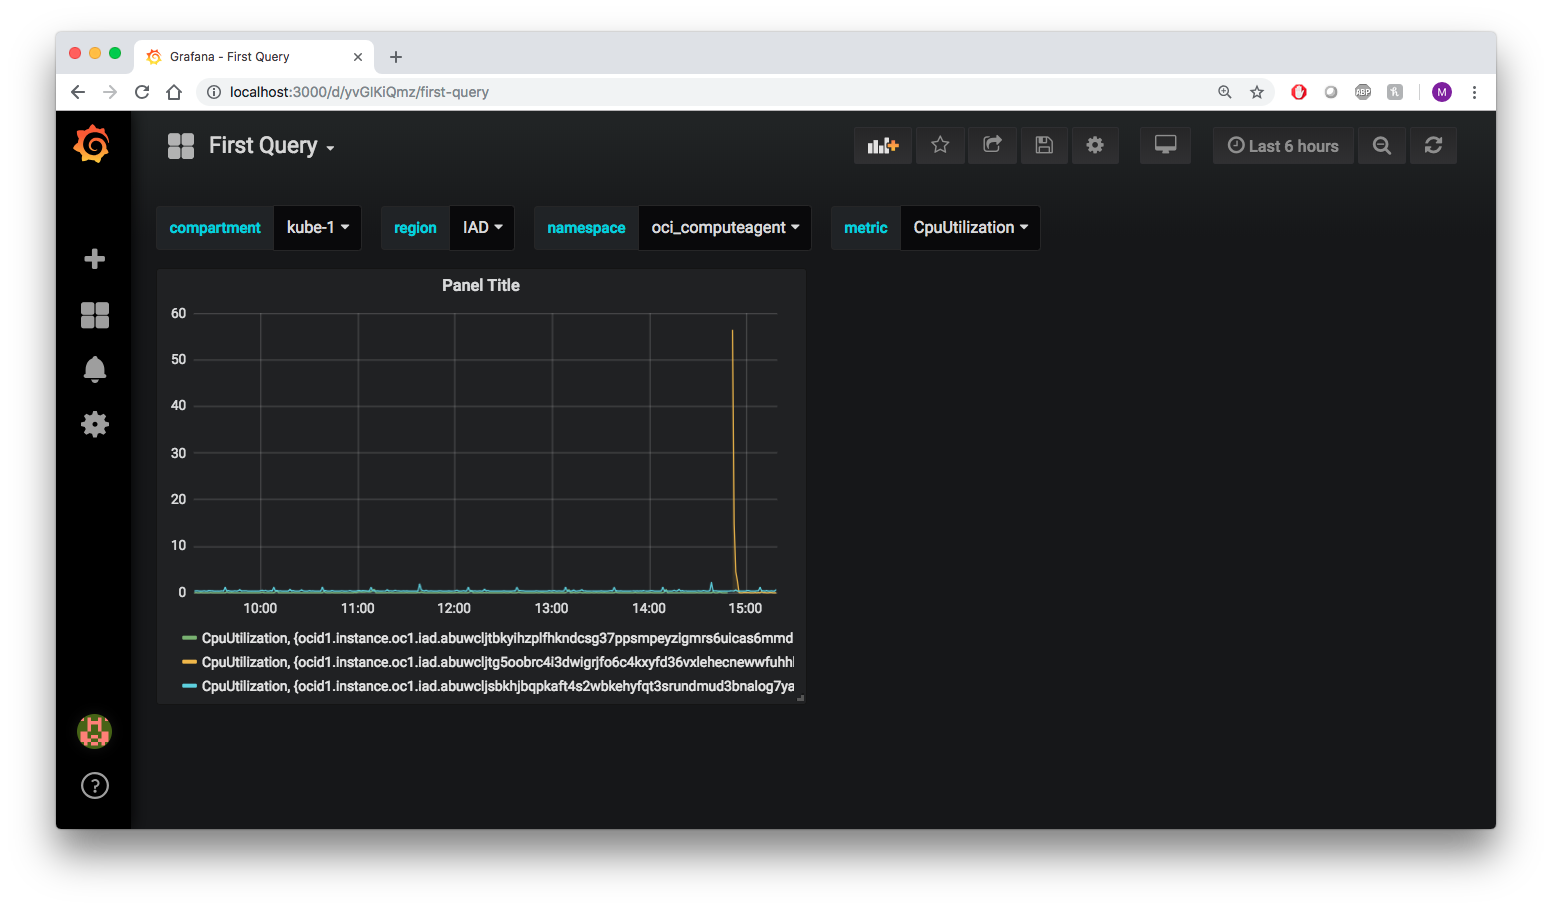 Grafana - First Query
localhost:3000/d/yvGlKiQmz/first-query
ABP
M
First Query
Last 6 hours
compartment kube-1 region IAD namespace oci_computeagent metric CpuUtilization
Panel Title
60
50
40
30
20
10
0
10:00 11:00 12:00 13:00 14:00 15:00
CpuUtilization, {ocid1.instance.oc1.iad.abuwcljtbkyihzplfhkndcsg37ppsmpeyzigmrs6uicas6mmd
CpuUtilization, {ocid1.instance.oc1.iad.abuwcljtg5oobrc4i3dwigrjfo6c4kxyfd36vxlehecnewwfuhhl
CpuUtilization, {ocid1.instance.oc1.iad.abuwcljsbkhjbqpkaft4s2wbkehyfqt3srundmud3bnalog7ya